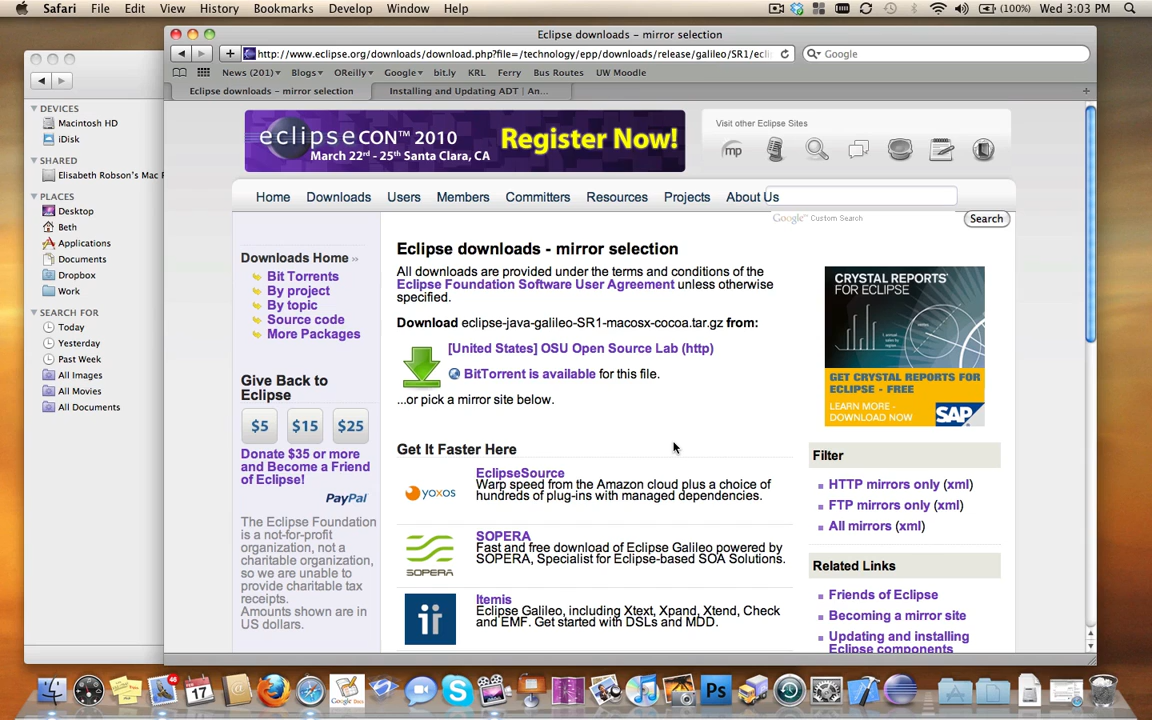 Safari File Edit View History Bookmarks Develop Window Help (100%) Wed 3:03 PM
Eclipse downloads - mirror selection
http://www.eclipse.org/downloads/download.php?file=/technology/epp/downloads/release/galileo/SR1/ecli
Google
News (201) Blogs OReilly Google bit.ly KRL Ferry Bus Routes UW Moodle
Eclipse downloads - mirror selection
Installing and Updating ADT | An...
DEVICES
Macintosh HD
iDisk
SHARED
Elisabeth Robson's Mac
PLACES
Desktop
Beth
Applications
Documents
Dropbox
Work
SEARCH FOR
Today
Yesterday
Past Week
All Images
All Movies
All Documents
eclipseCON™ 2010
March 22nd - 25th Santa Clara, CA
Register Now!
Visit other Eclipse Sites
mp
Home Downloads Users Members Committers Resources Projects About Us
Google™ Custom Search
Search
Downloads Home »
Bit Torrents
By project
By topic
Source code
More Packages
Give Back to
Eclipse
$5 $15 $25
Donate $35 or more
and Become a Friend
of Eclipse!
PayPal
The Eclipse Foundation
is a not-for-profit
organization, not a
charitable organization,
so we are unable to
provide charitable tax
receipts.
Amounts shown are in
US dollars.
Eclipse downloads - mirror selection
All downloads are provided under the terms and conditions of the
Eclipse Foundation Software User Agreement unless otherwise
specified.
Download eclipse-java-galileo-SR1-macosx-cocoa.tar.gz from:
[United States] OSU Open Source Lab (http)
BitTorrent is available for this file.
...or pick a mirror site below.
Get It Faster Here
yoxos
EclipseSource
Warp speed from the Amazon cloud plus a choice of
hundreds of plug-ins with managed dependencies.
SOPERA
SOPERA
Fast and free download of Eclipse Galileo powered by
SOPERA, Specialist for Eclipse-based SOA Solutions.
Itemis
Eclipse Galileo, including Xtext, Xpand, Xtend, Check
and EMF. Get started with DSLs and MDD.
CRYSTAL REPORTS®
FOR ECLIPSE
GET CRYSTAL REPORTS FOR
ECLIPSE - FREE
LEARN MORE -
DOWNLOAD NOW
SAP
Filter
HTTP mirrors only (xml)
FTP mirrors only (xml)
All mirrors (xml)
Related Links
Friends of Eclipse
Becoming a mirror site
Updating and installing
Eclipse components
46
17
Ps